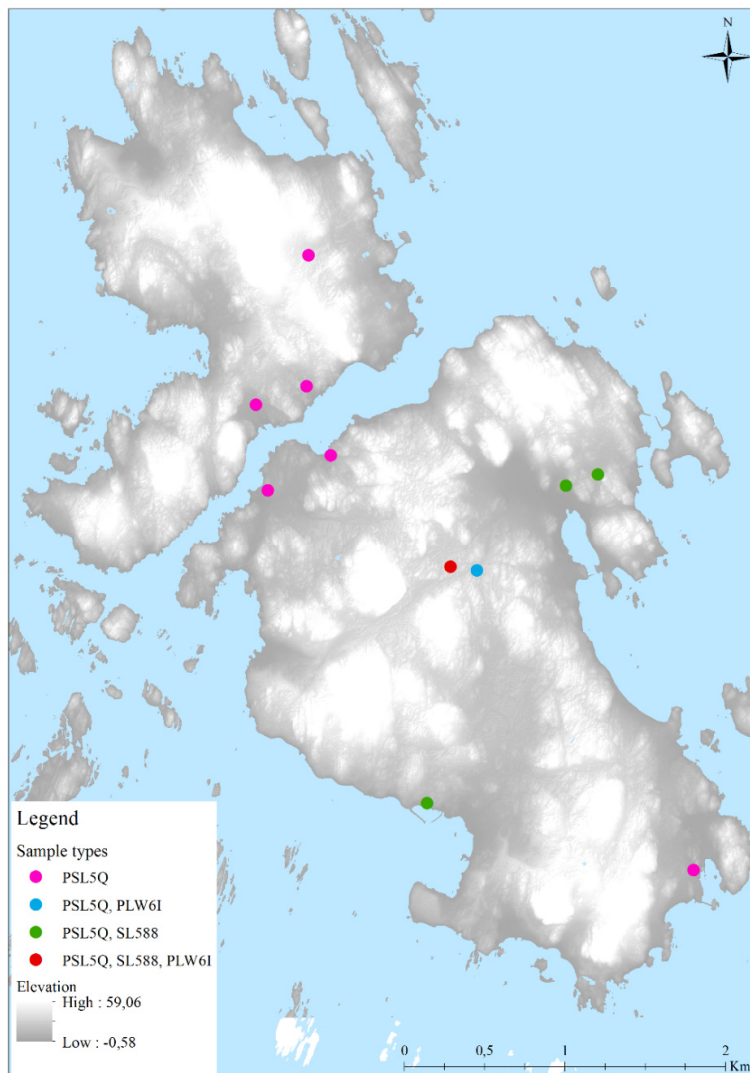 N
Legend
Sample types
PSL5Q
PSL5Q, PLW6I
PSL5Q, SL588
PSL5Q, SL588, PLW6I
Elevation
High : 59,06
Low : -0,58
0 0,5 1 2
Km